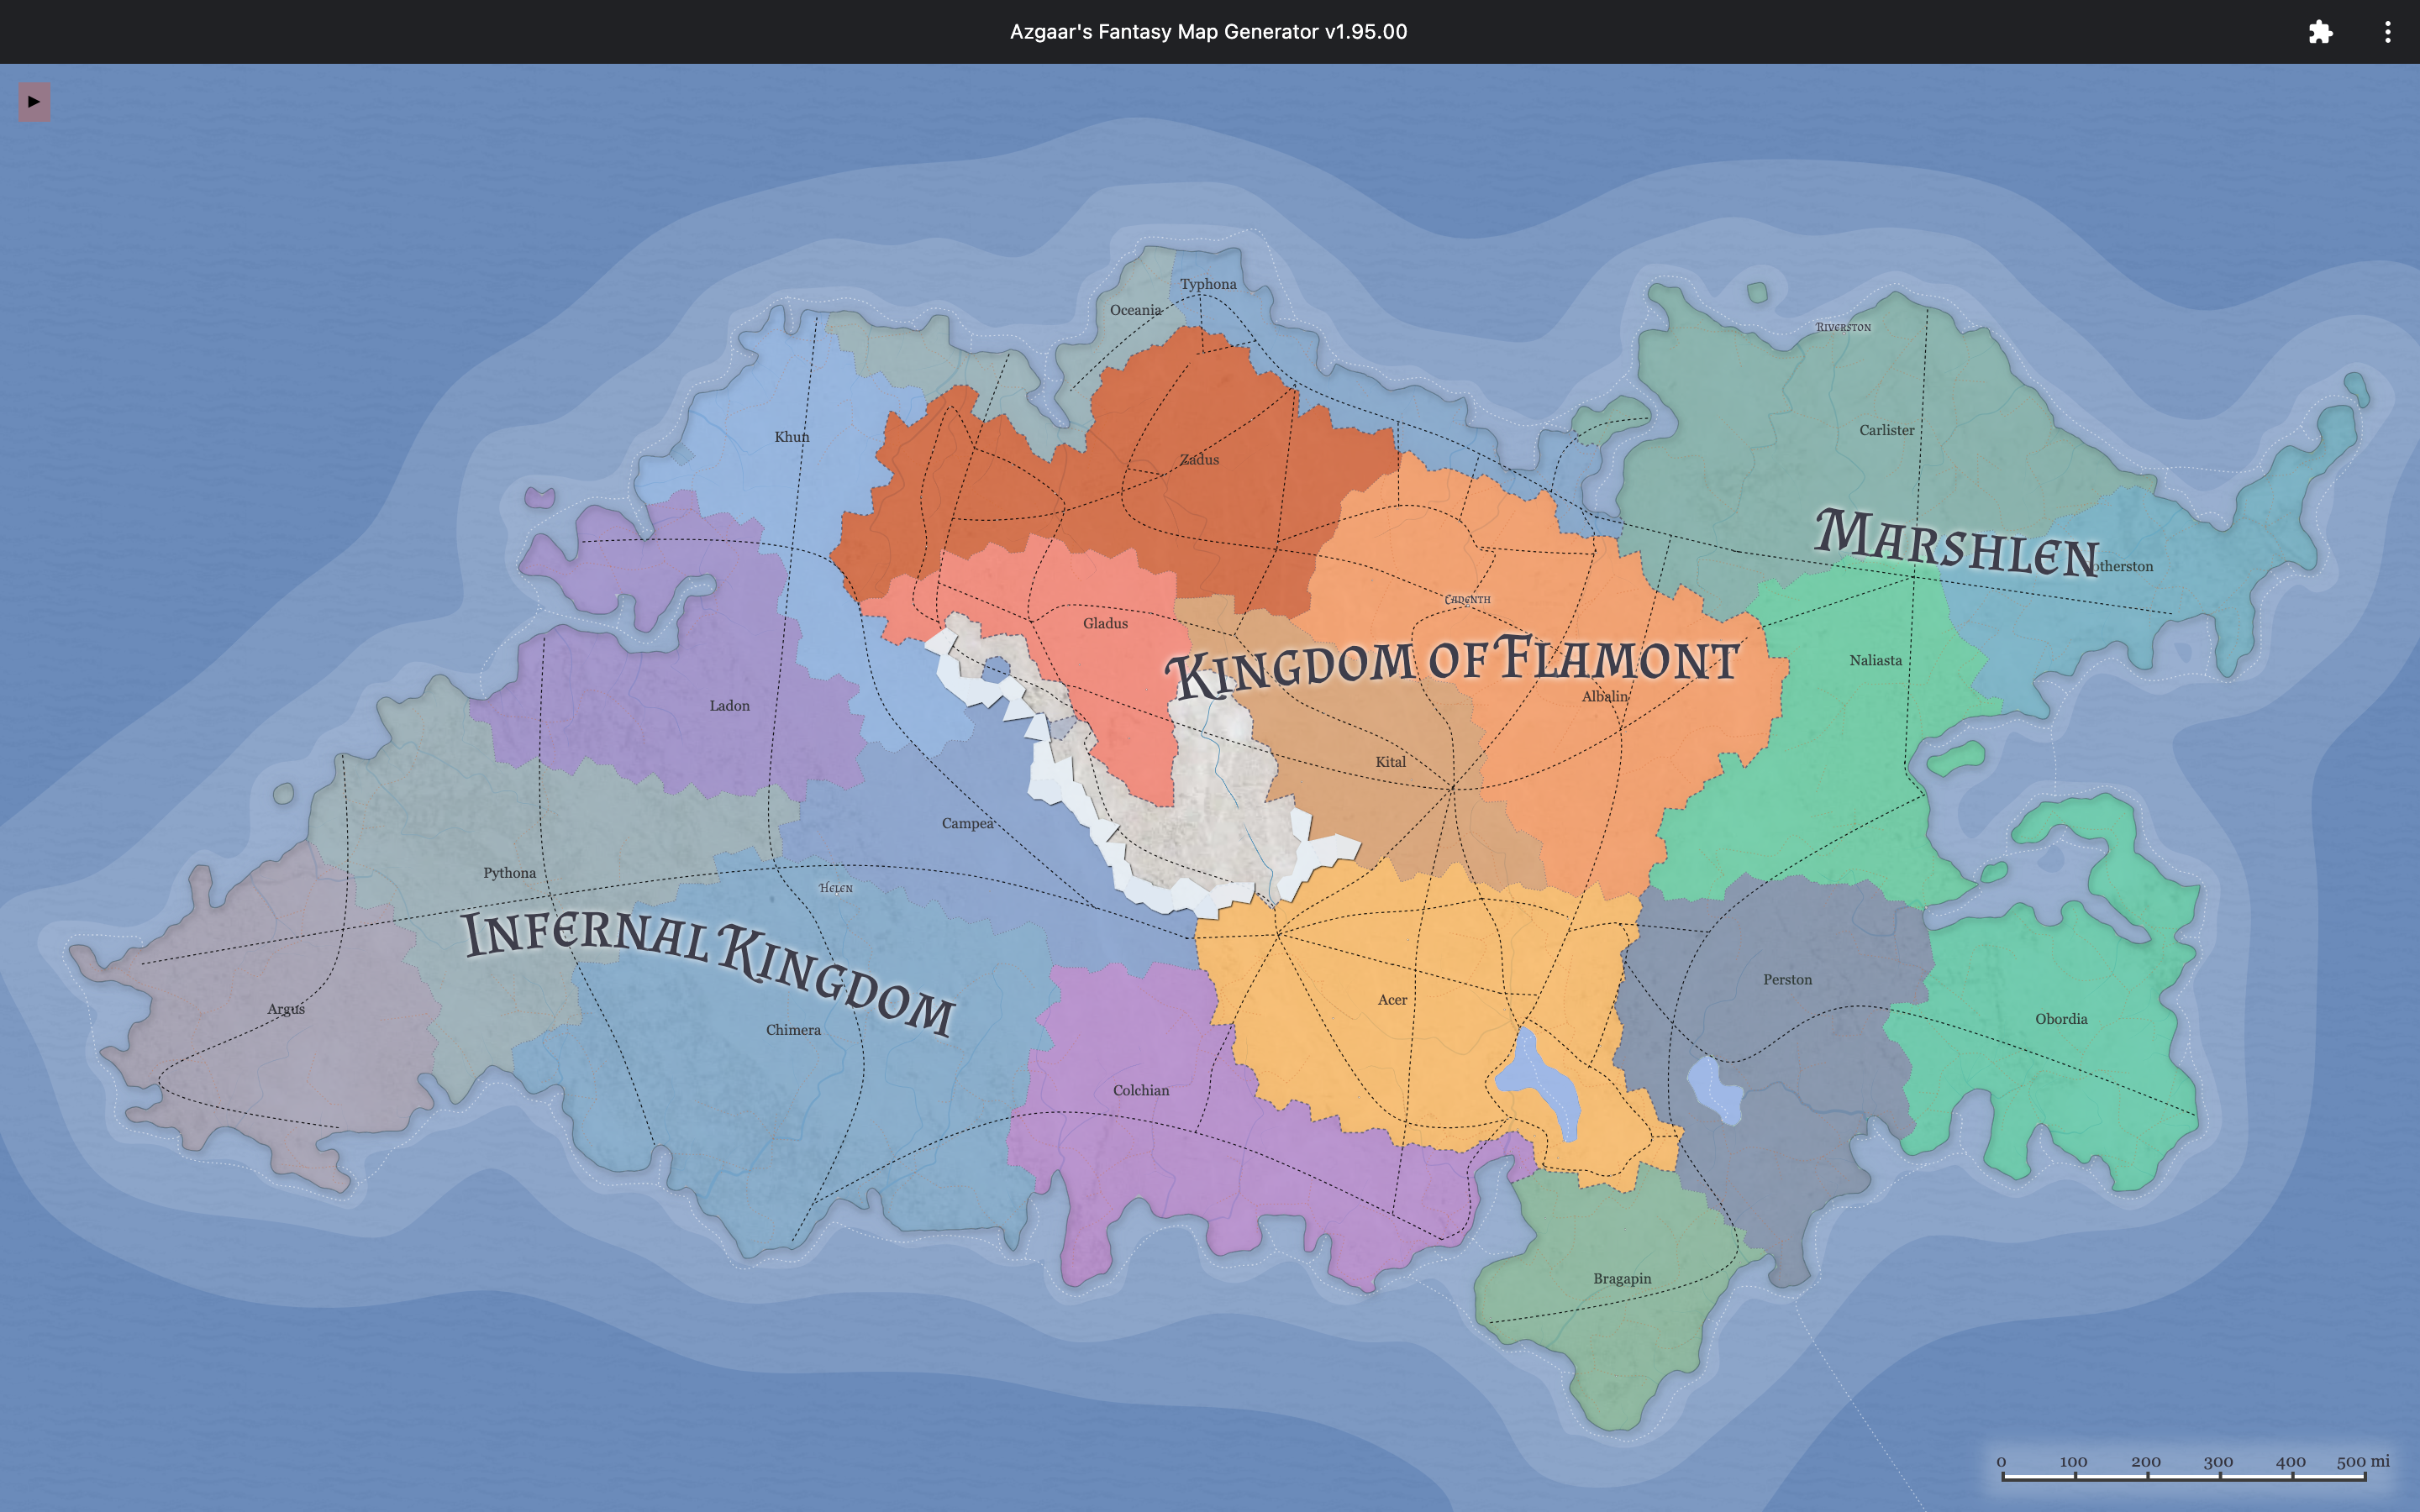 Azgaar's Fantasy Map Generator v1.95.00
Typhona
Oceania
Riverston
Carlister
Khun
Zadus
Marshlen
otherston
Cadenth
Gladus
Kingdom of Flamont
Naliasta
Albalin
Ladon
Kital
Campea
Pythona
Helen
Infernal Kingdom
Perston
Acer
Argus
Obordia
Chimera
Colchian
Bragapin
0 100 200 300 400 500 mi